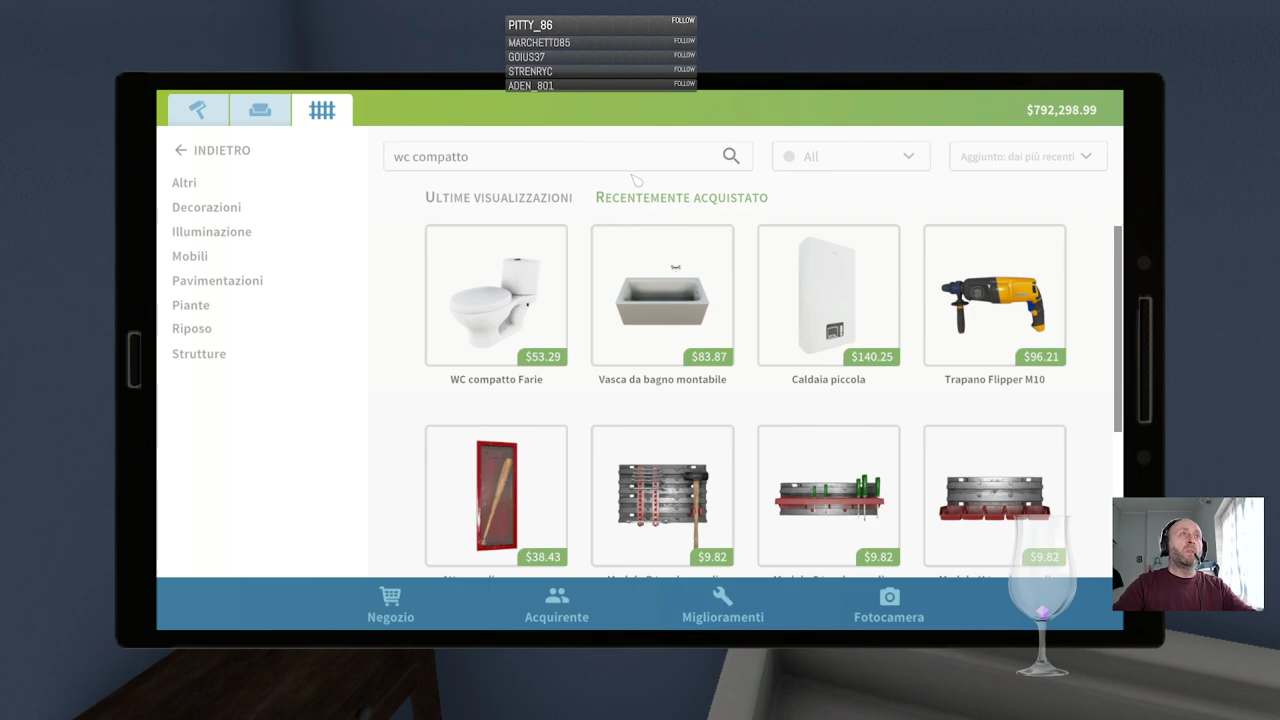 PITTY_86 FOLLOW
MARCHETTO85 FOLLOW
GOIUS37 FOLLOW
STRENRYC FOLLOW
ADEN_801 FOLLOW
$792,298.99
INDIETRO
wc compatto
All
Aggiunto: dai più recenti
Altri
Decorazioni
Illuminazione
Mobili
Pavimentazioni
Piante
Riposo
Strutture
ULTIME VISUALIZZAZIONI
RECENTEMENTE ACQUISTATO
$53.29
$83.87
$140.25
$96.21
WC compatto Farie
Vasca da bagno montabile
Caldaia piccola
Trapano Flipper M10
$38.43
$9.82
$9.82
$9.82
Negozio
Acquirente
Miglioramenti
Fotocamera